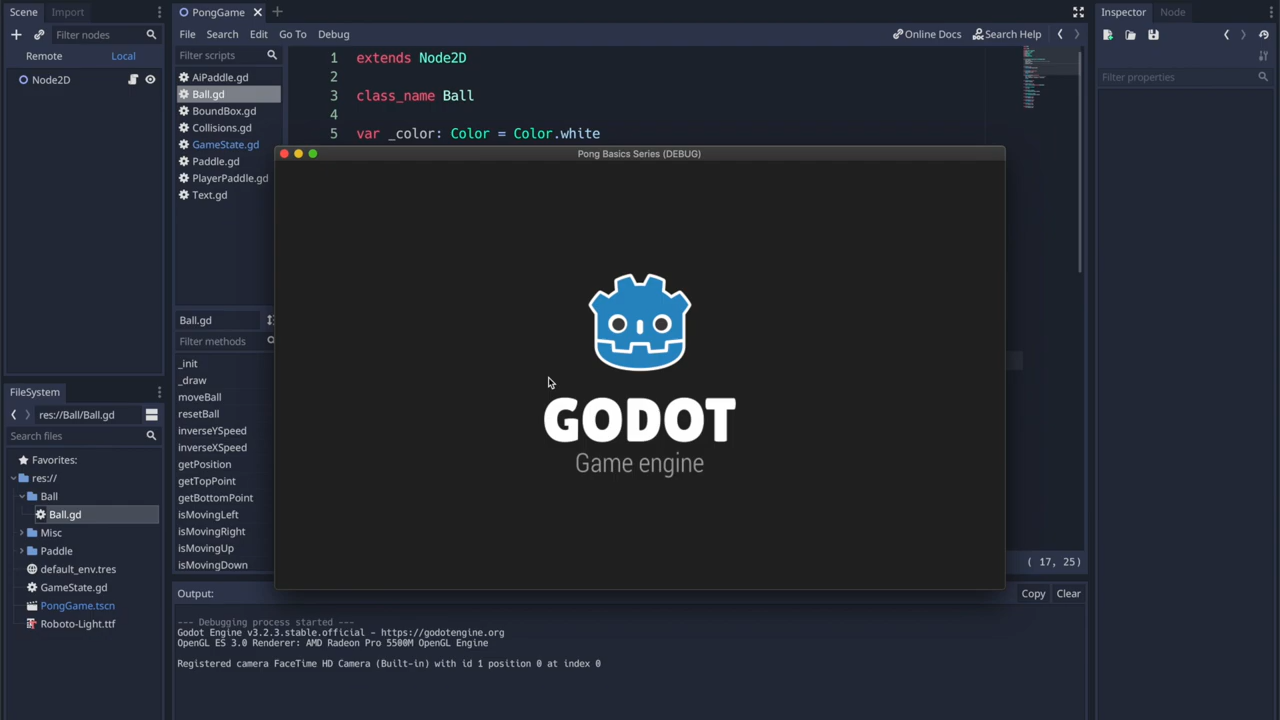 Scene
Import
Filter nodes
Remote
Local
Node2D
FileSystem
res://Ball/Ball.gd
Search files
Favorites:
res://
Ball
Ball.gd
Misc
Paddle
default_env.tres
GameState.gd
PongGame.tscn
Roboto-Light.ttf
PongGame
File Search Edit Go To Debug
Online Docs
Search Help
Filter scripts
AiPaddle.gd
Ball.gd
BoundBox.gd
Collisions.gd
GameState.gd
Paddle.gd
PlayerPaddle.gd
Text.gd
Ball.gd
Filter methods
_init
_draw
moveBall
resetBall
inverseYSpeed
inverseXSpeed
getPosition
getTopPoint
getBottomPoint
isMovingLeft
isMovingRight
isMovingUp
isMovingDown
1 extends Node2D
2
3 class_name Ball
4
5 var _color: Color = Color.white
Pong Basics Series (DEBUG)
GODOT
Game engine
( 17, 25)
Output:
Copy
Clear
--- Debugging process started ---
Godot Engine v3.2.3.stable.official - https://godotengine.org
OpenGL ES 3.0 Renderer: AMD Radeon Pro 5500M OpenGL Engine
Registered camera FaceTime HD Camera (Built-in) with id 1 position 0 at index 0
Inspector
Node
Filter properties